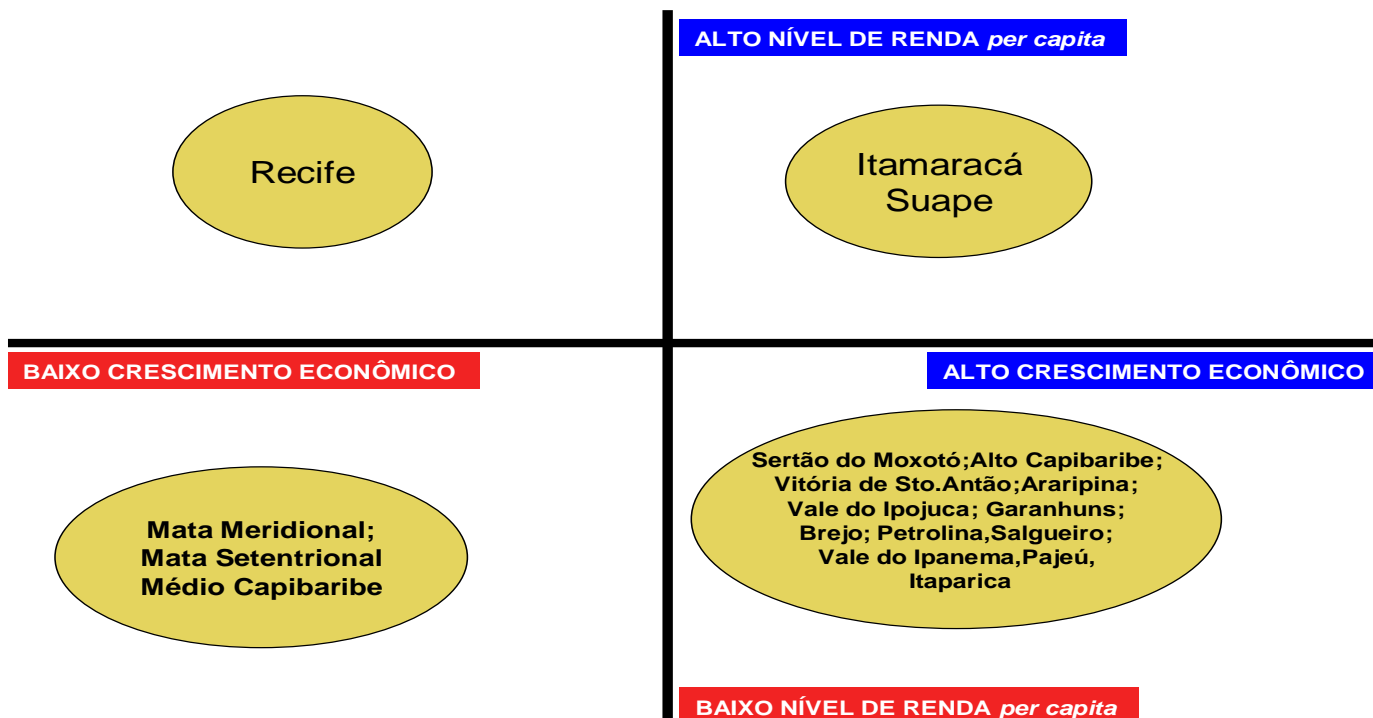 ALTO NÍVEL DE RENDA per capita
Recife
Itamaracá
Suape
BAIXO CRESCIMENTO ECONÔMICO
ALTO CRESCIMENTO ECONÔMICO
Mata Meridional;
Mata Setentrional
Médio Capibaribe
Sertão do Moxotó;Alto Capibaribe;
Vitória de Sto.Antão;Araripina;
Vale do Ipojuca; Garanhuns;
Brejo; Petrolina,Salgueiro;
Vale do Ipanema,Pajeú,
Itaparica
BAIXO NÍVEL DE RENDA per capita